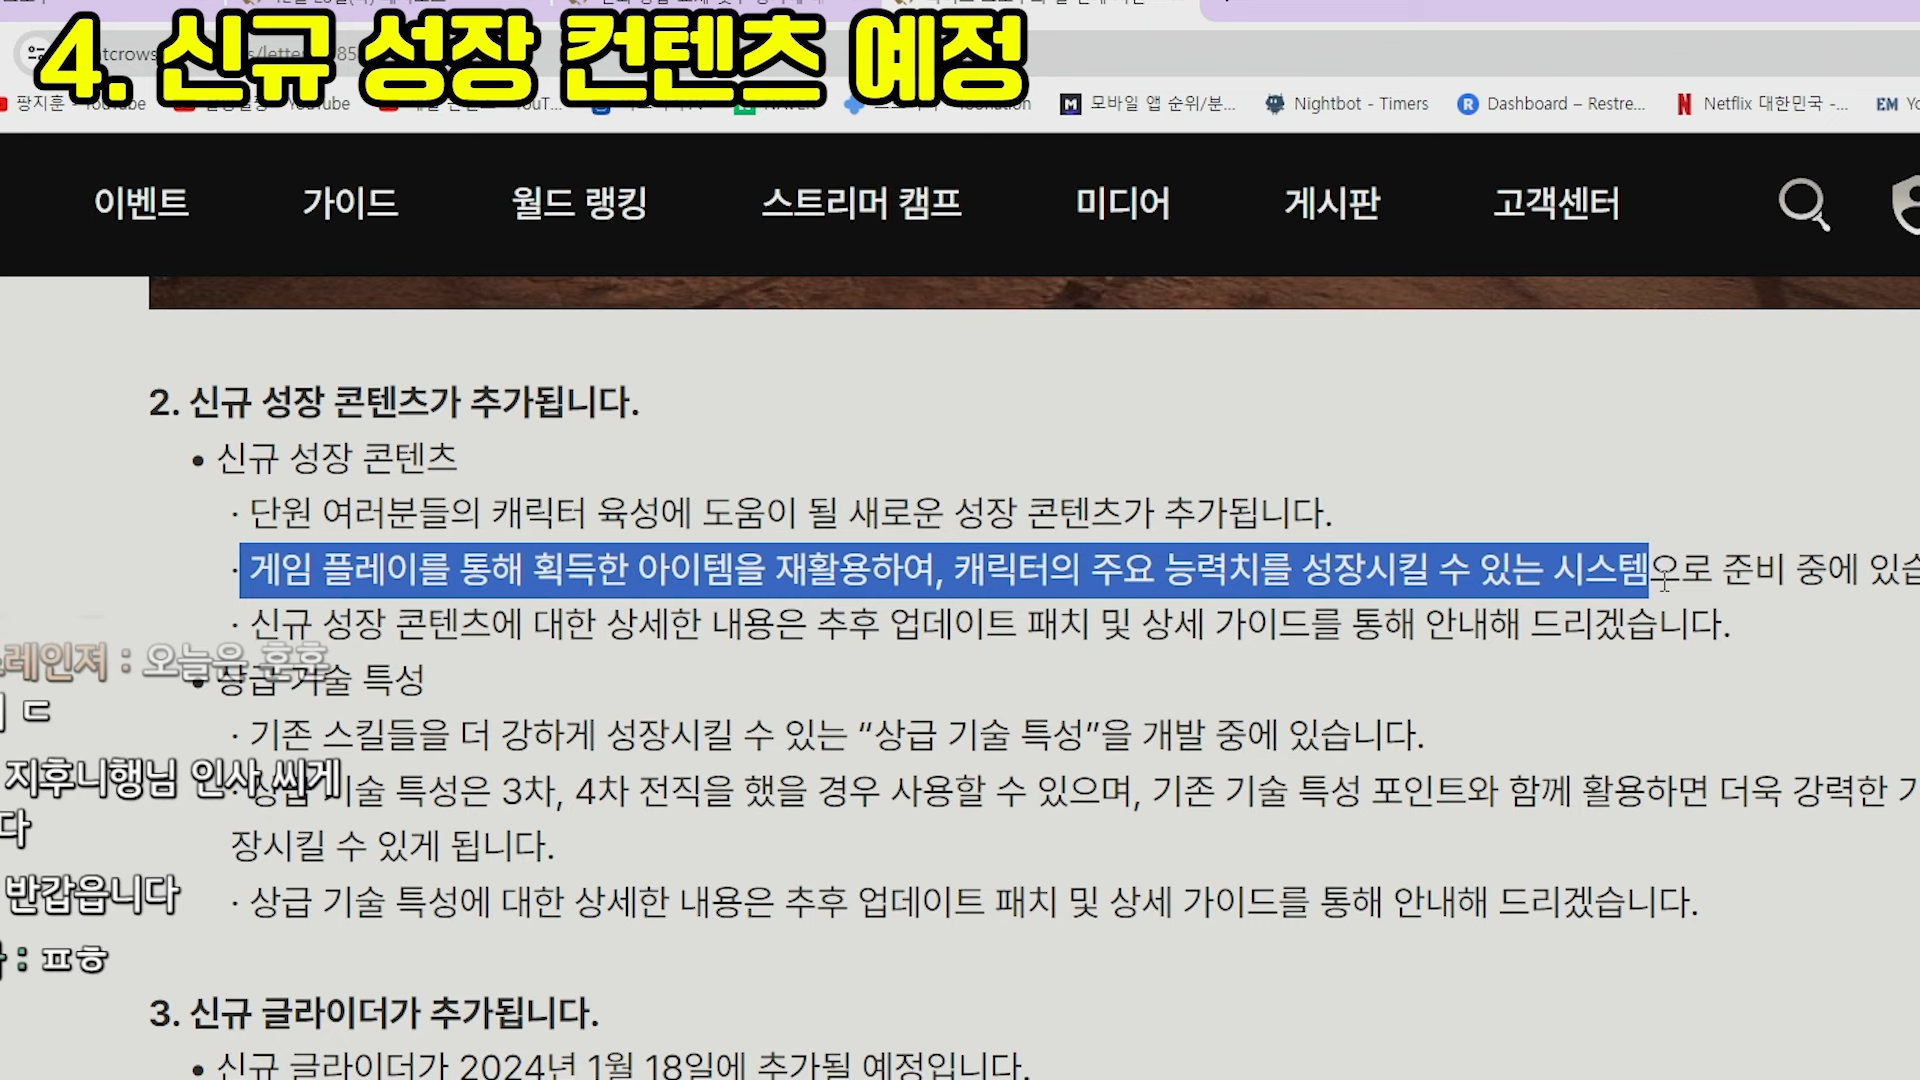 4. 신규 성장 컨텐츠 예정
모바일 앱 순위/분...
Nightbot - Timers
Dashboard – Restre...
Netflix 대한민국 -...
이벤트
가이드
월드 랭킹
스트리머 캠프
미디어
게시판
고객센터
2. 신규 성장 콘텐츠가 추가됩니다.
• 신규 성장 콘텐츠
· 단원 여러분들의 캐릭터 육성에 도움이 될 새로운 성장 콘텐츠가 추가됩니다.
· 게임 플레이를 통해 획득한 아이템을 재활용하여, 캐릭터의 주요 능력치를 성장시킬 수 있는 시스템으로 준비 중에 있습
· 신규 성장 콘텐츠에 대한 상세한 내용은 추후 업데이트 패치 및 상세 가이드를 통해 안내해 드리겠습니다.
레인져 : 오늘은 훈훈
• 상급 기술 특성
ㄷ
· 기존 스킬들을 더 강하게 성장시킬 수 있는 “상급 기술 특성”을 개발 중에 있습니다.
지후니행님 인사 씨게
· 상급 기술 특성은 3차, 4차 전직을 했을 경우 사용할 수 있으며, 기존 기술 특성 포인트와 함께 활용하면 더욱 강력한 기
다
장시킬 수 있게 됩니다.
반갑읍니다
· 상급 기술 특성에 대한 상세한 내용은 추후 업데이트 패치 및 상세 가이드를 통해 안내해 드리겠습니다.
: ㅍㅎ
3. 신규 글라이더가 추가됩니다.
• 신규 글라이더가 2024년 1월 18일에 추가될 예정입니다.